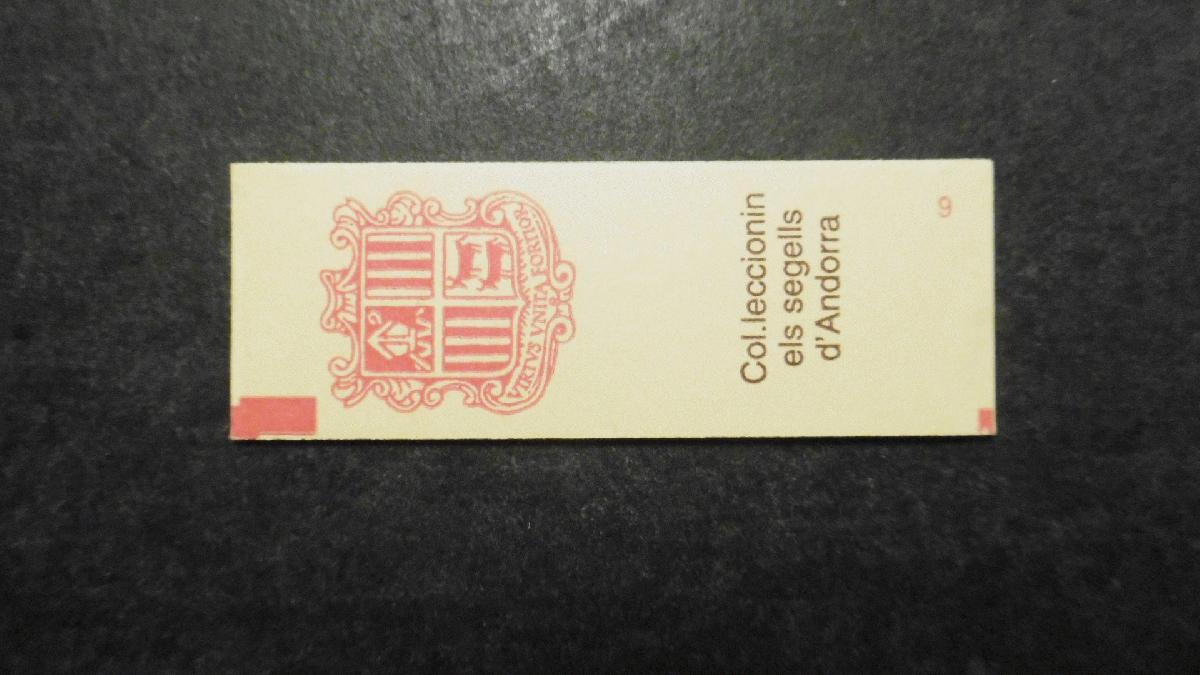 VIRTVS VNITA FORTIOR
Col.leccionin
els segells
d'Andorra
9